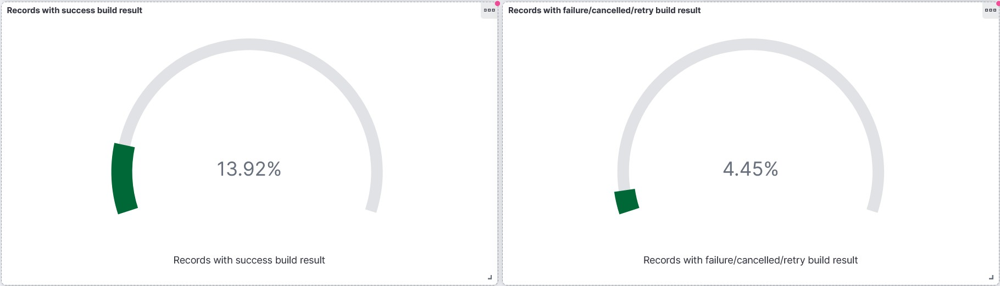 Records with success build result
13.92%
Records with success build result
Records with failure/cancelled/retry build result
4.45%
Records with failure/cancelled/retry build result